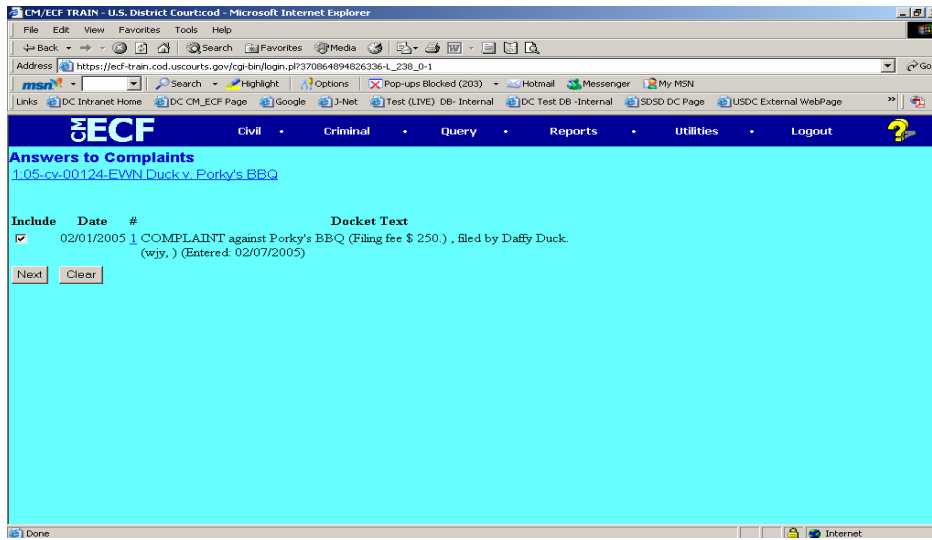 CM/ECF TRAIN - U.S. District Court:cod - Microsoft Internet Explorer
File Edit View Favorites Tools Help
Back Search Favorites Media
Address https://ecf-train.cod.uscourts.gov/cgi-bin/login.pl?370864894826336-L_238_0-1 Go
msn Search Highlight Options Pop-ups Blocked (203) Hotmail Messenger My MSN
Links DC Intranet Home DC CM_ECF Page Google J-Net Test (LIVE) DB- Internal DC Test DB -Internal SDSD DC Page USDC External WebPage »
CM ECF Civil • Criminal • Query • Reports • Utilities • Logout ?
Answers to Complaints
1:05-cv-00124-EWN Duck v. Porky's BBQ
Include Date # Docket Text
02/01/2005 1 COMPLAINT against Porky's BBQ (Filing fee $ 250.) , filed by Daffy Duck.
(wjy, ) (Entered: 02/07/2005)
Next Clear
Done Internet